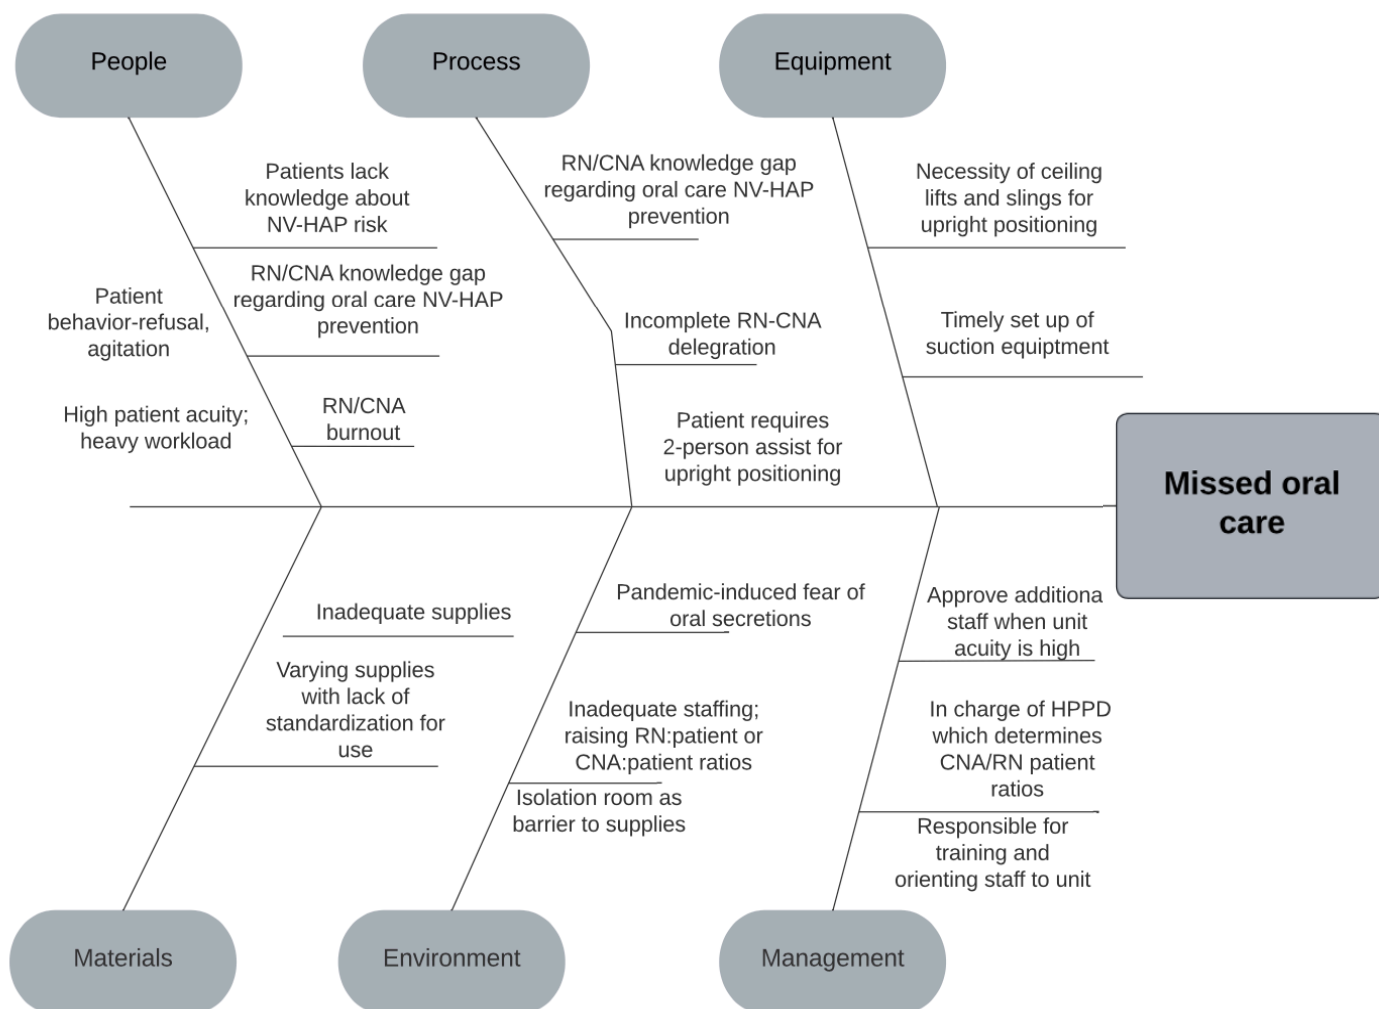 People
Process
Equipment
Patients lack
knowledge about
NV-HAP risk
RN/CNA knowledge gap
regarding oral care NV-HAP
prevention
Patient
behavior-refusal,
agitation
High patient acuity;
heavy workload
RN/CNA
burnout
RN/CNA knowledge gap
regarding oral care NV-HAP
prevention
Incomplete RN-CNA
delegration
Patient requires
2-person assist for
upright positioning
Necessity of ceiling
lifts and slings for
upright positioning
Timely set up of
suction equiptment
Missed oral
care
Inadequate supplies
Varying supplies
with lack of
standardization for
use
Pandemic-induced fear of
oral secretions
Inadequate staffing;
raising RN:patient or
CNA:patient ratios
Isolation room as
barrier to supplies
Approve additiona
staff when unit
acuity is high
In charge of HPPD
which determines
CNA/RN patient
ratios
Responsible for
training and
orienting staff to unit
Materials
Environment
Management